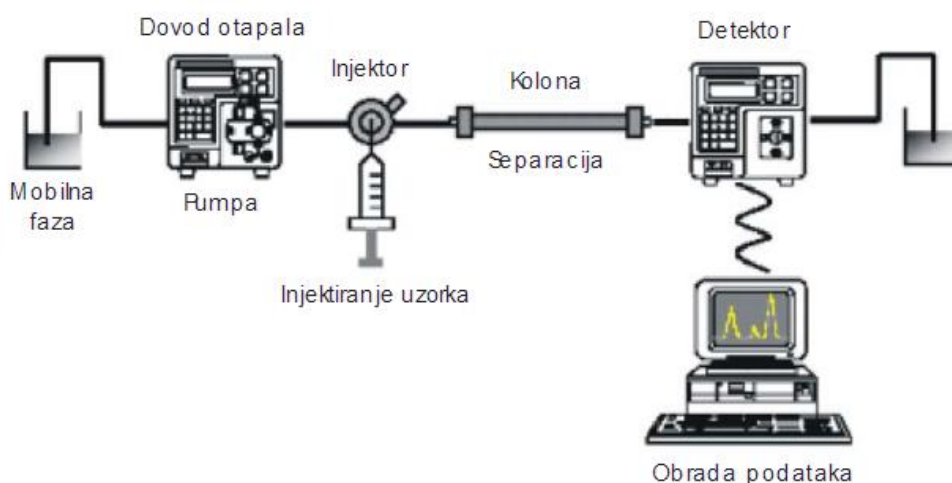 Dovod otapala
Detektor
Injektor
Kolona
Separacija
Mobilna
faza
Pumpa
Injektiranje uzorka
Obrada podataka